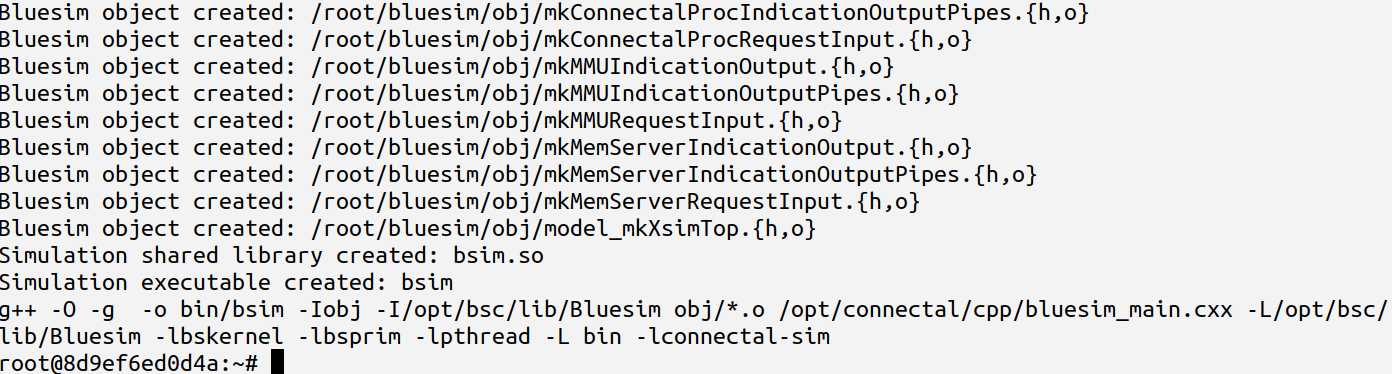 Bluesim object created: /root/bluesim/obj/mkConnectalProcIndicationOutputPipes.{h,o}
Bluesim object created: /root/bluesim/obj/mkConnectalProcRequestInput.{h,o}
Bluesim object created: /root/bluesim/obj/mkMMUIndicationOutput.{h,o}
Bluesim object created: /root/bluesim/obj/mkMMUIndicationOutputPipes.{h,o}
Bluesim object created: /root/bluesim/obj/mkMMURequestInput.{h,o}
Bluesim object created: /root/bluesim/obj/mkMemServerIndicationOutput.{h,o}
Bluesim object created: /root/bluesim/obj/mkMemServerIndicationOutputPipes.{h,o}
Bluesim object created: /root/bluesim/obj/mkMemServerRequestInput.{h,o}
Bluesim object created: /root/bluesim/obj/model_mkXsimTop.{h,o}
Simulation shared library created: bsim.so
Simulation executable created: bsim
g++ -O -g  -o bin/bsim -Iobj -I/opt/bsc/lib/Bluesim obj/*.o /opt/connectal/cpp/bluesim_main.cxx -L/opt/bsc/
lib/Bluesim -lbskernel -lbsprim -lpthread -L bin -lconnectal-sim
root@8d9ef6ed0d4a:~#